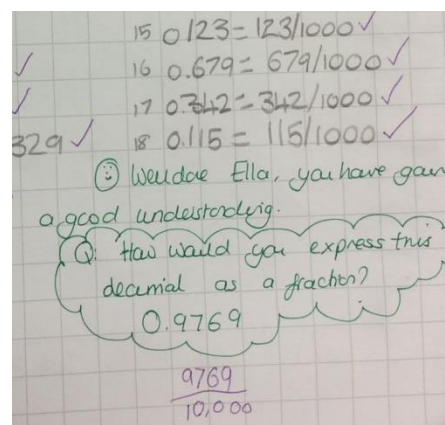 15 0.123 = 123/1000 ✓
✓ 16 0.679 = 679/1000 ✓
✓ 17 0.342 = 342/1000 ✓
329 ✓ 18 0.115 = 115/1000 ✓
Well done Ella, you have
a good understanding.
Q: How would you express this
decimal as a fraction?
0.9769
9769
10,000